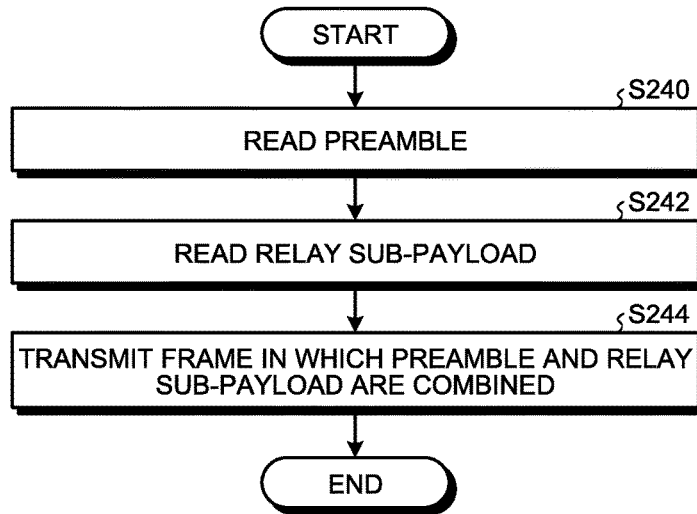 START
S240
READ PREAMBLE
S242
READ RELAY SUB-PAYLOAD
S244
TRANSMIT FRAME IN WHICH PREAMBLE AND RELAY
SUB-PAYLOAD ARE COMBINED
END